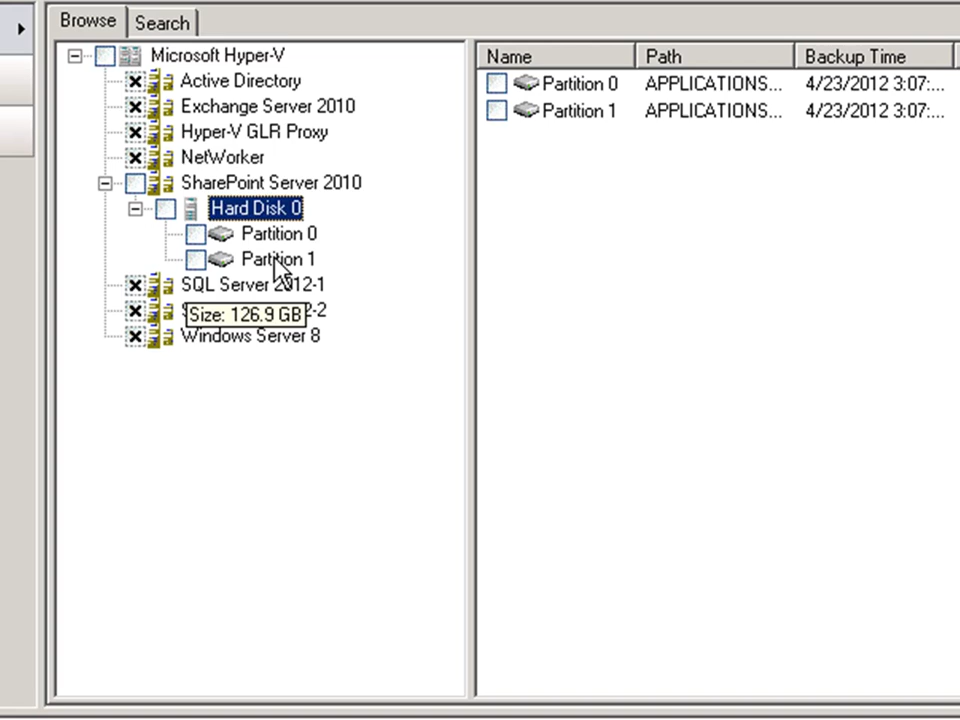 Browse
Search
Microsoft Hyper-V
Active Directory
Exchange Server 2010
Hyper-V GLR Proxy
NetWorker
SharePoint Server 2010
Hard Disk 0
Partition 0
Partition 1
SQL Server 2012-1
2-2
Size: 126.9 GB
Windows Server 8
Name Path Backup Time
Partition 0 APPLICATIONS... 4/23/2012 3:07:...
Partition 1 APPLICATIONS... 4/23/2012 3:07:...